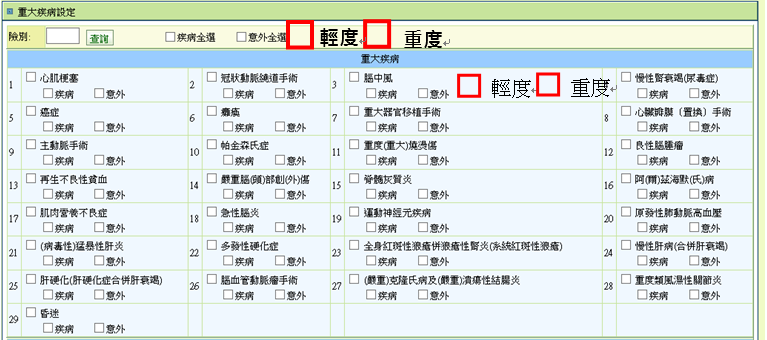 重大疾病設定
險別: 查詢 疾病全選 意外全選 輕度 重度
重大疾病
1 心肌梗塞 2 冠狀動脈繞道手術 3 腦中風 4 慢性腎衰竭(尿毒症)
疾病 意外 疾病 意外 疾病 意外 輕度 重度 疾病 意外
5 癌症 6 癱瘓 7 重大器官移植手術 8 心臟瓣膜〔置換〕手術
疾病 意外 疾病 意外 疾病 意外 疾病 意外
9 主動脈手術 10 帕金森氏症 11 重度(重大)燒燙傷 12 良性腦腫瘤
疾病 意外 疾病 意外 疾病 意外 疾病 意外
13 再生不良性貧血 14 嚴重腦(頭)部創(外)傷 15 脊髓灰質炎 16 阿(爾)茲海默(氏)病
疾病 意外 疾病 意外 疾病 意外 疾病 意外
17 肌肉營養不良症 18 急性腦炎 19 運動神經元疾病 20 原發性肺動脈高血壓
疾病 意外 疾病 意外 疾病 意外 疾病 意外
21 (病毒性)猛暴性肝炎 22 多發性硬化症 23 全身紅斑性狼瘡併狼瘡性腎炎(系統紅斑性狼瘡) 24 慢性肝病(合併肝衰竭)
疾病 意外 疾病 意外 疾病 意外 疾病 意外
25 肝硬化(肝硬化症合併肝衰竭) 26 腦血管動脈瘤手術 27 (嚴重)克隆氏病及(嚴重)潰瘍性結腸炎 28 重度類風濕性關節炎
疾病 意外 疾病 意外 疾病 意外 疾病 意外
29 昏迷
疾病 意外